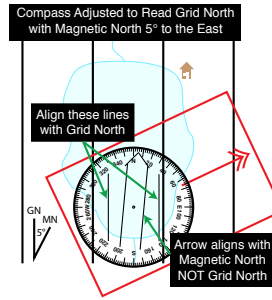 Compass Adjusted to Read Grid North
with Magnetic North 5° to the East
Align these lines
with Grid North
GN
MN
5°
Arrow aligns with
Magnetic North
NOT Grid North